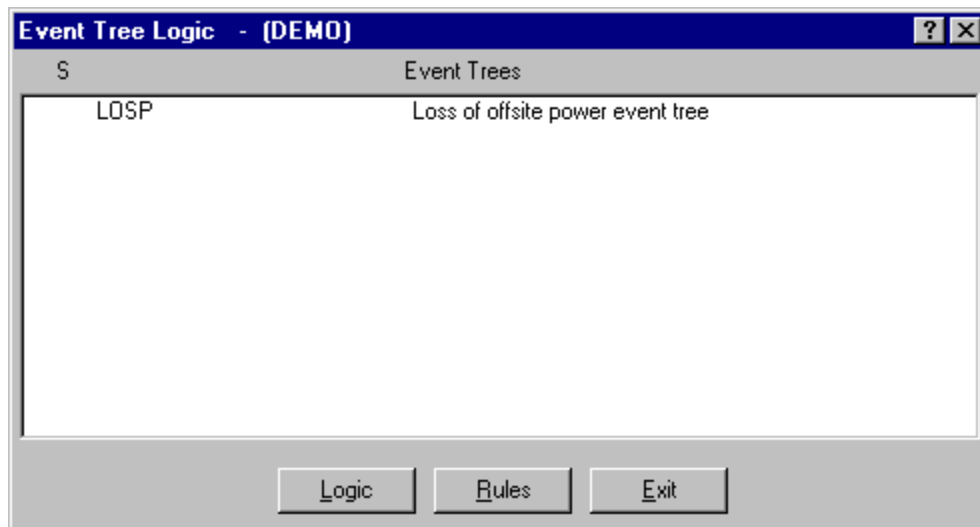 Event Tree Logic - (DEMO) ? X
S Event Trees
LOSP Loss of offsite power event tree
Logic Rules Exit